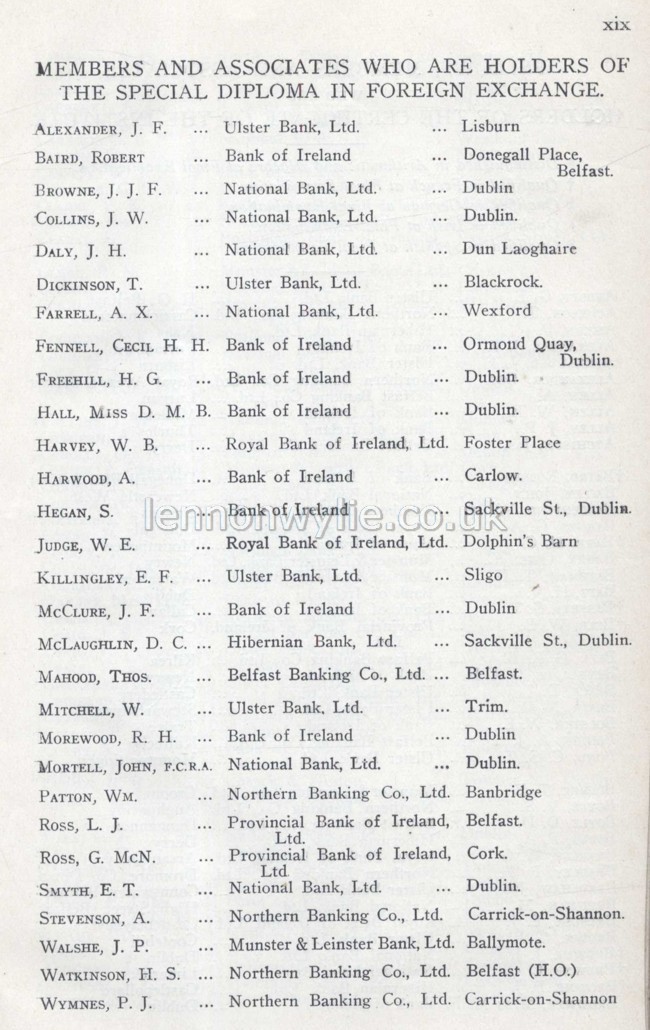 xix
MEMBERS AND ASSOCIATES WHO ARE HOLDERS OF
THE SPECIAL DIPLOMA IN FOREIGN EXCHANGE.
ALEXANDER, J. F. ... Ulster Bank, Ltd. ... Lisburn
BAIRD, ROBERT Bank of Ireland ... Donegall Place,
Belfast.
BROWNE, J. J. F. ... National Bank, Ltd. ... Dublin
COLLINS, J. W. ... National Bank, Ltd. ... Dublin.
DALY, J. H. ... National Bank, Ltd. ... Dun Laoghaire
DICKINSON, T. ... Ulster Bank, Ltd. ... Blackrock.
FARRELL, A. X. ... National Bank, Ltd. ... Wexford
FENNELL, CECIL H. H. Bank of Ireland ... Ormond Quay,
Dublin.
FREEHILL, H. G. ... Bank of Ireland ... Dublin.
HALL, MISS D. M. B. Bank of Ireland ... Dublin.
HARVEY, W. B. ... Royal Bank of Ireland, Ltd. Foster Place
HARWOOD, A. ... Bank of Ireland ... Carlow.
HEGAN, S. ... Bank of Ireland ... Sackville St., Dublin.
lennonwylie.co.uk
JUDGE, W. E. ... Royal Bank of Ireland, Ltd. Dolphin's Barn
KILLINGLEY, E. F. ... Ulster Bank, Ltd. ... Sligo
MCCLURE, J. F. ... Bank of Ireland ... Dublin
MCLAUGHLIN, D. C. ... Hibernian Bank, Ltd. ... Sackville St., Dublin.
MAHOOD, THOS. ... Belfast Banking Co., Ltd. ... Belfast.
MITCHELL, W. ... Ulster Bank, Ltd. ... Trim.
MOREWOOD, R. H. ... Bank of Ireland ... Dublin
MORTELL, JOHN, F.C.R.A. National Bank, Ltd. ... Dublin.
PATTON, WM. ... Northern Banking Co., Ltd. Banbridge
ROSS, L. J. ... Provincial Bank of Ireland, Belfast.
Ltd.
ROSS, G. MCN. ... Provincial Bank of Ireland, Cork.
Ltd
SMYTH, E. T. ... National Bank, Ltd. ... Dublin.
STEVENSON, A. ... Northern Banking Co., Ltd. Carrick-on-Shannon.
WALSHE, J. P. ... Munster & Leinster Bank, Ltd. Ballymote.
WATKINSON, H. S. ... Northern Banking Co., Ltd. Belfast (H.O.)
WYMNES, P. J. ... Northern Banking Co., Ltd. Carrick-on-Shannon